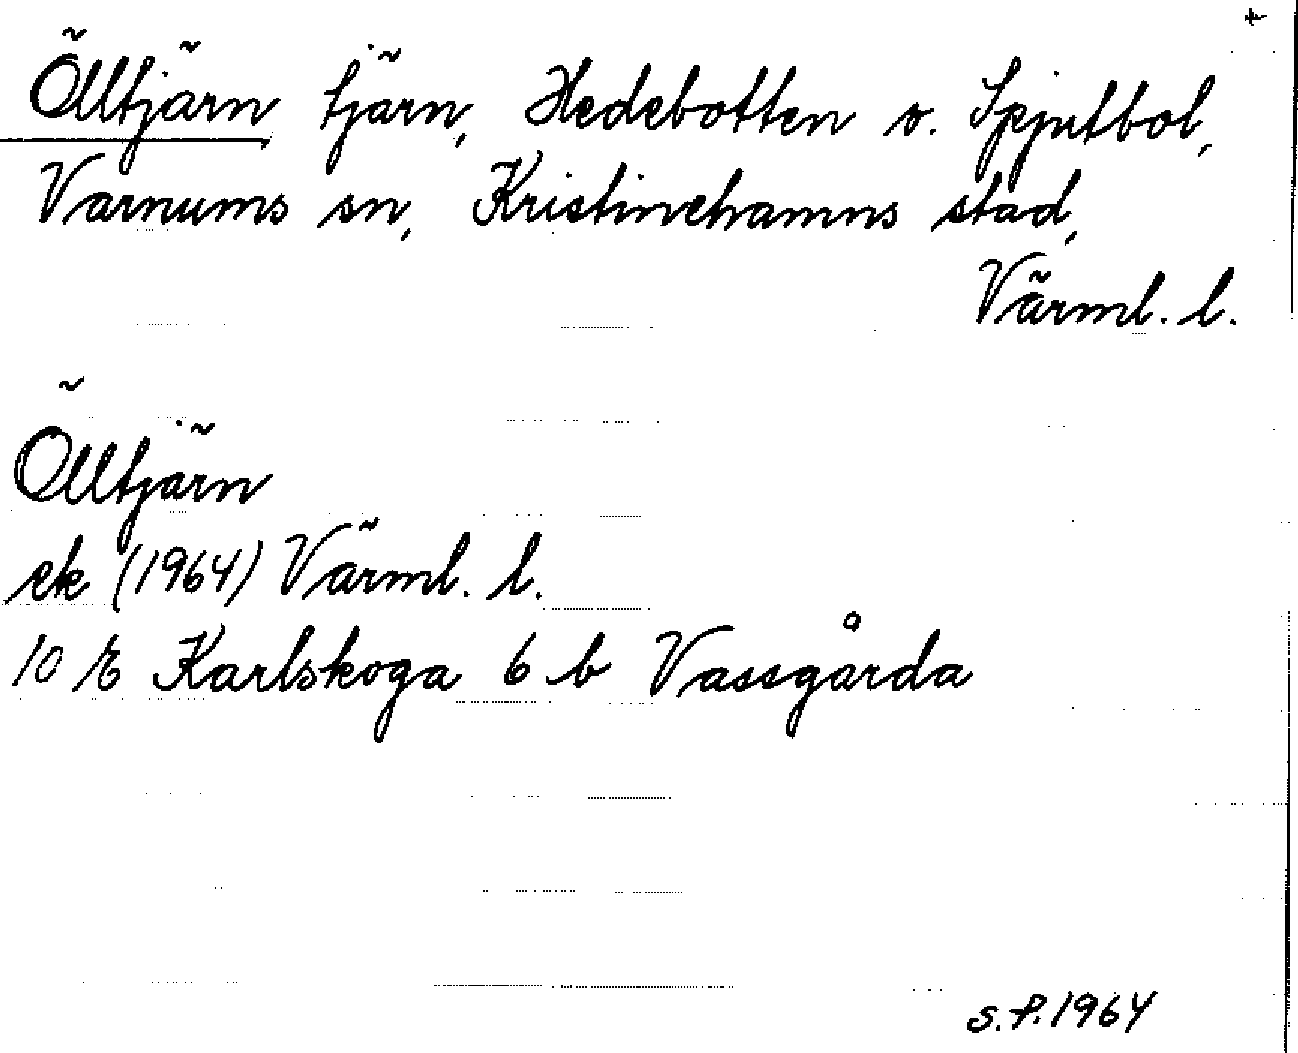 Ölltjärn tjärn, Hedebotten o. Spjutbol,
Varnums sn, Kristinehamns stad,
Värml. l.
Ölltjärn
ek (1964) Värml. l.
10 E Karlskoga 6 b Vassgårda
s. f. 1964